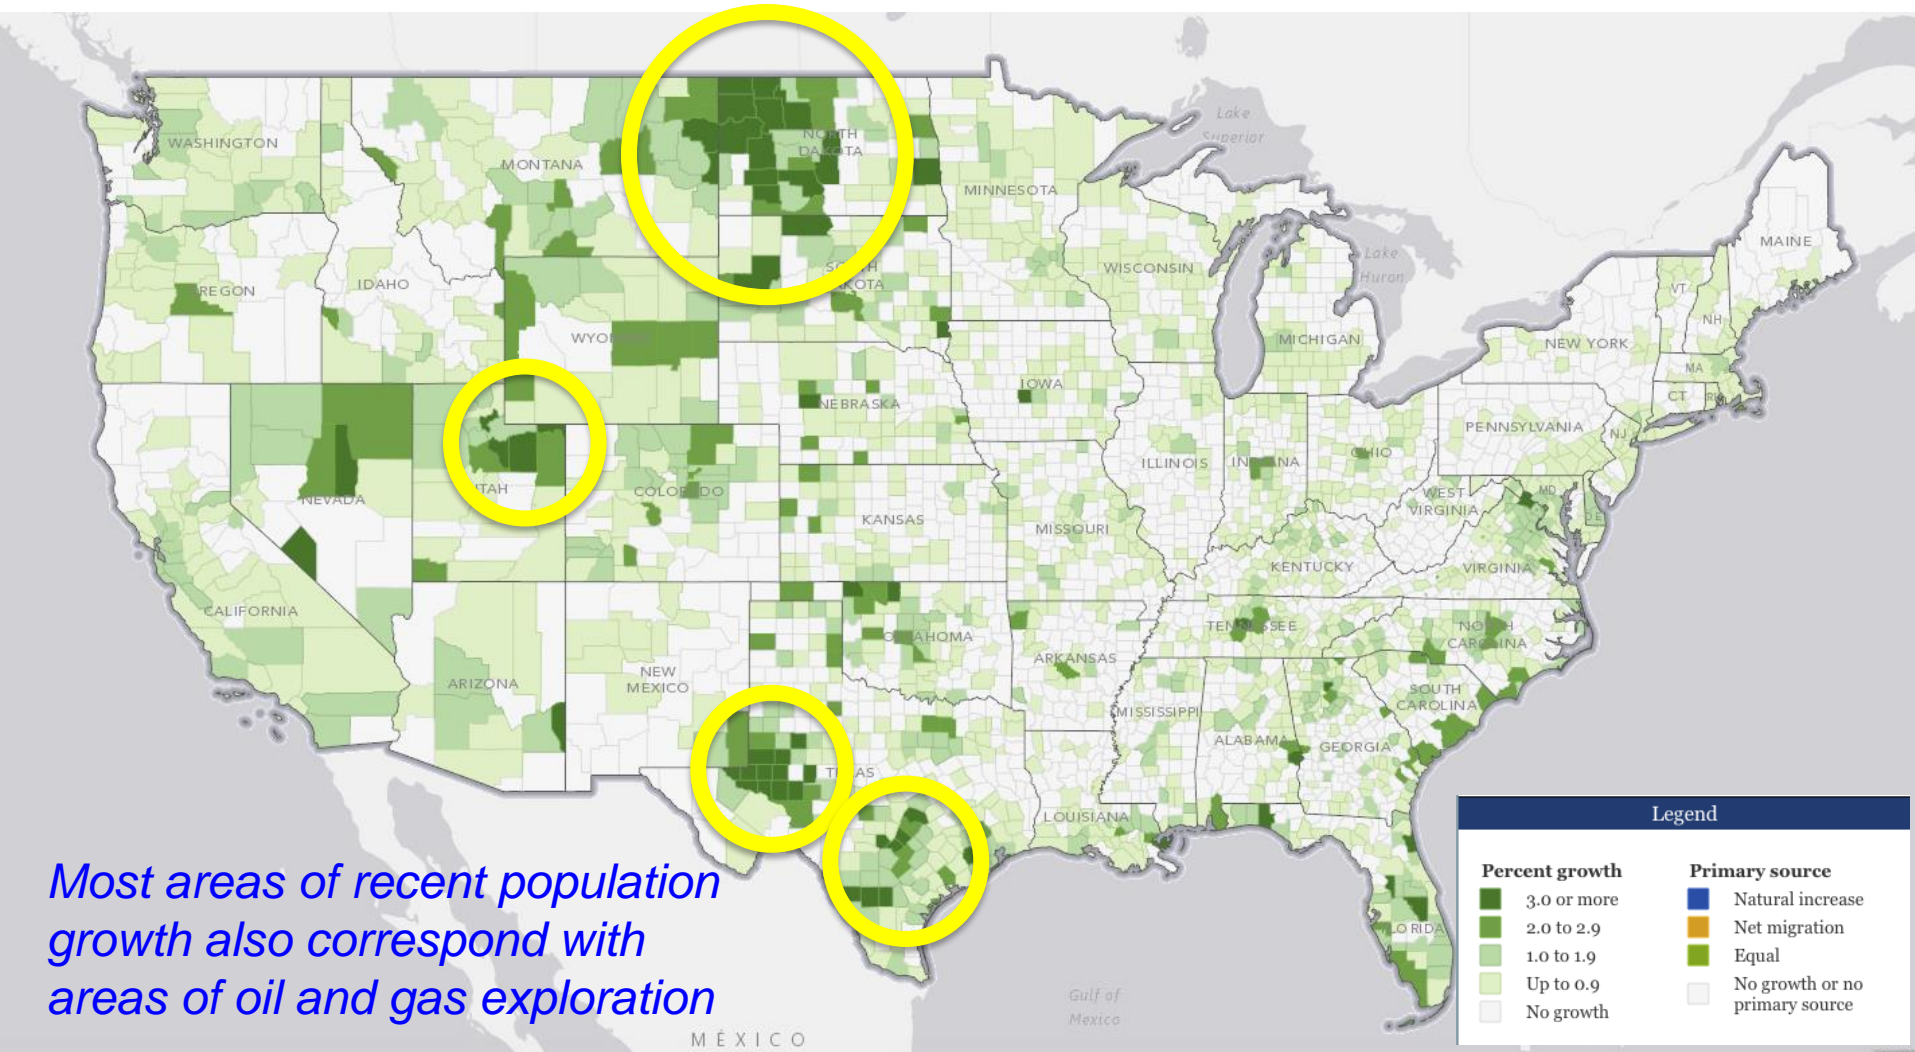 Lake
Superior
WASHINGTON
MONTANA
NORTH
DAKOTA
MINNESOTA
MAINE
Lake
Huron
WISCONSIN
VT
NH
OREGON
IDAHO
SOUTH
DAKOTA
WYOMING
MICHIGAN
NEW YORK
MA
CT
RI
IOWA
NEBRASKA
PENNSYLVANIA
NJ
ILLINOIS
INDIANA
OHIO
NEVADA
UTAH
COLORADO
MD
WEST
VIRGINIA
DE
KANSAS
MISSOURI
KENTUCKY
VIRGINIA
CALIFORNIA
OKLAHOMA
TENNESSEE
NORTH
CAROLINA
ARKANSAS
NEW
MEXICO
ARIZONA
SOUTH
CAROLINA
MISSISSIPPI
ALABAMA
GEORGIA
TEXAS
LOUISIANA
FLORIDA
Gulf of
Mexico
MÉXICO
Most areas of recent population
growth also correspond with
areas of oil and gas exploration
Legend
Percent growth
3.0 or more
2.0 to 2.9
1.0 to 1.9
Up to 0.9
No growth
Primary source
Natural increase
Net migration
Equal
No growth or no
primary source